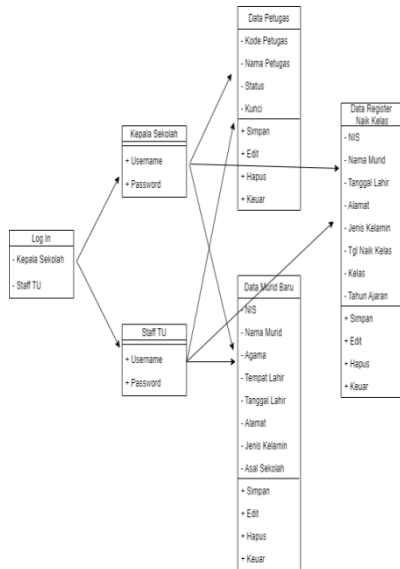 Data Petugas
- Kode Petugas
- Nama Petugas
- Status
- Kunci
+ Simpan
+ Edit
+ Hapus
+ Keuar
Kepala Sekolah
+ Username
+ Password
Log In
- Kepala Sekolah
- Staff TU
Staff TU
+ Username
+ Password
Data Murid Baru
- NIS
- Nama Murid
- Agama
- Tempat Lahir
- Tanggal Lahir
- Alamat
- Jenis Kelamin
- Asal Sekolah
+ Simpan
+ Edit
+ Hapus
+ Keuar
Data Register
Naik Kelas
- NIS
- Nama Murid
- Tanggal Lahir
- Alamat
- Jenis Kelamin
- Tgl Naik Kelas
- Kelas
- Tahun Ajaran
+ Simpan
+ Edit
+ Hapus
+ Keuar